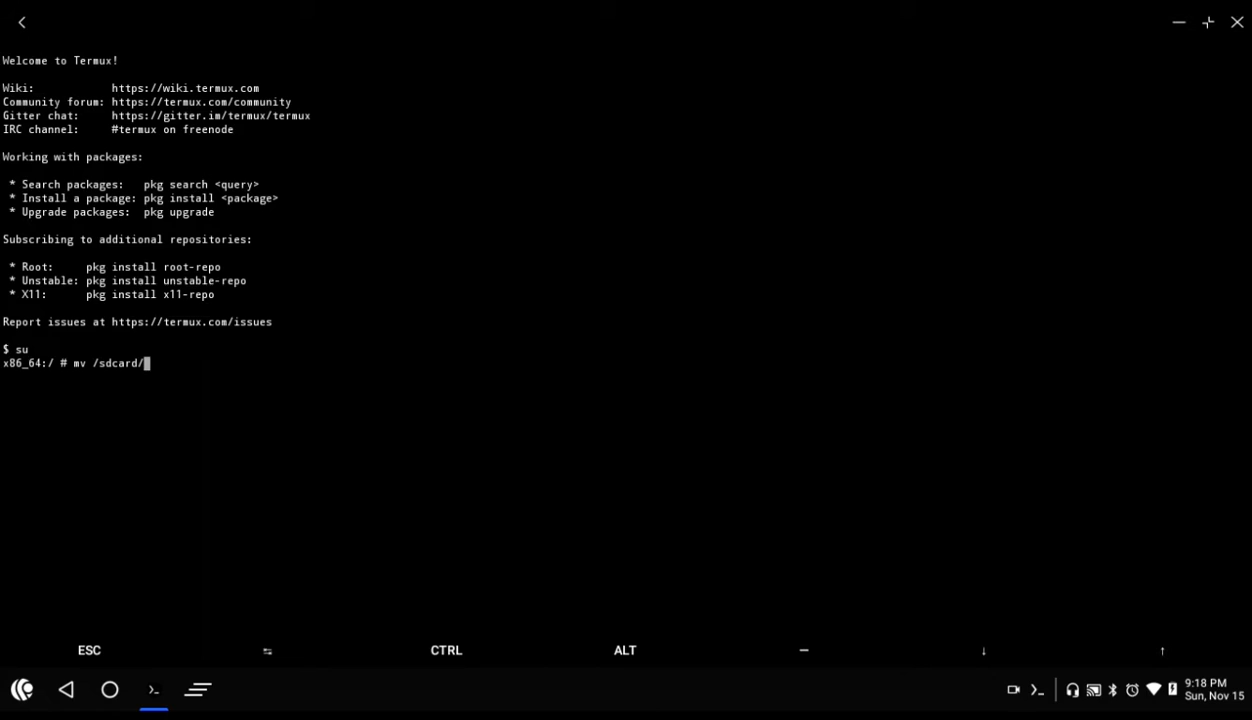 Welcome to Termux!
Wiki: https://wiki.termux.com
Community forum: https://termux.com/community
Gitter chat: https://gitter.im/termux/termux
IRC channel: #termux on freenode
Working with packages:
* Search packages: pkg search <query>
* Install a package: pkg install <package>
* Upgrade packages: pkg upgrade
Subscribing to additional repositories:
* Root: pkg install root-repo
* Unstable: pkg install unstable-repo
* X11: pkg install x11-repo
Report issues at https://termux.com/issues
$ su
x86_64:/ # mv /sdcard/
ESC ⇆ CTRL ALT — ↓ ↑
9:18 PM
Sun, Nov 15